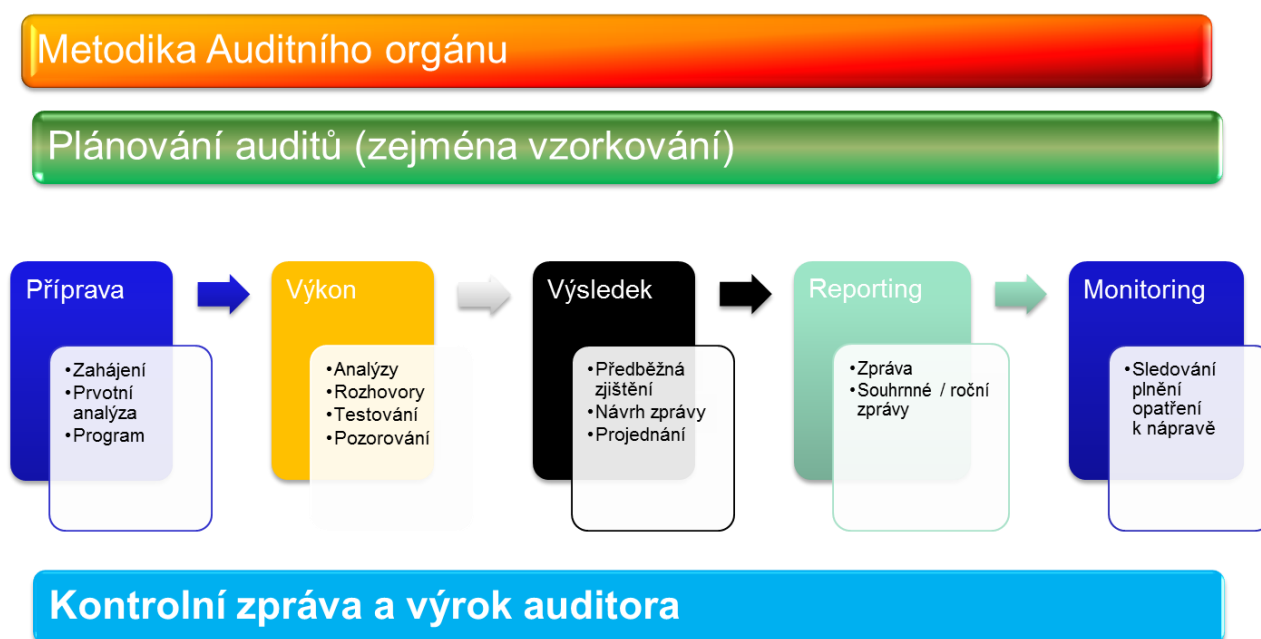 Metodika Auditního orgánu
Plánování auditů (zejména vzorkování)
Příprava
•Zahájení
•Prvotní
analýza
•Program
Výkon
•Analýzy
•Rozhovory
•Testování
•Pozorování
Výsledek
•Předběžná
zjištění
•Návrh zprávy
•Projednání
Reporting
•Zpráva
•Souhrnné / roční
zprávy
Monitoring
•Sledování
plnění
opatření
k nápravě
Kontrolní zpráva a výrok auditora